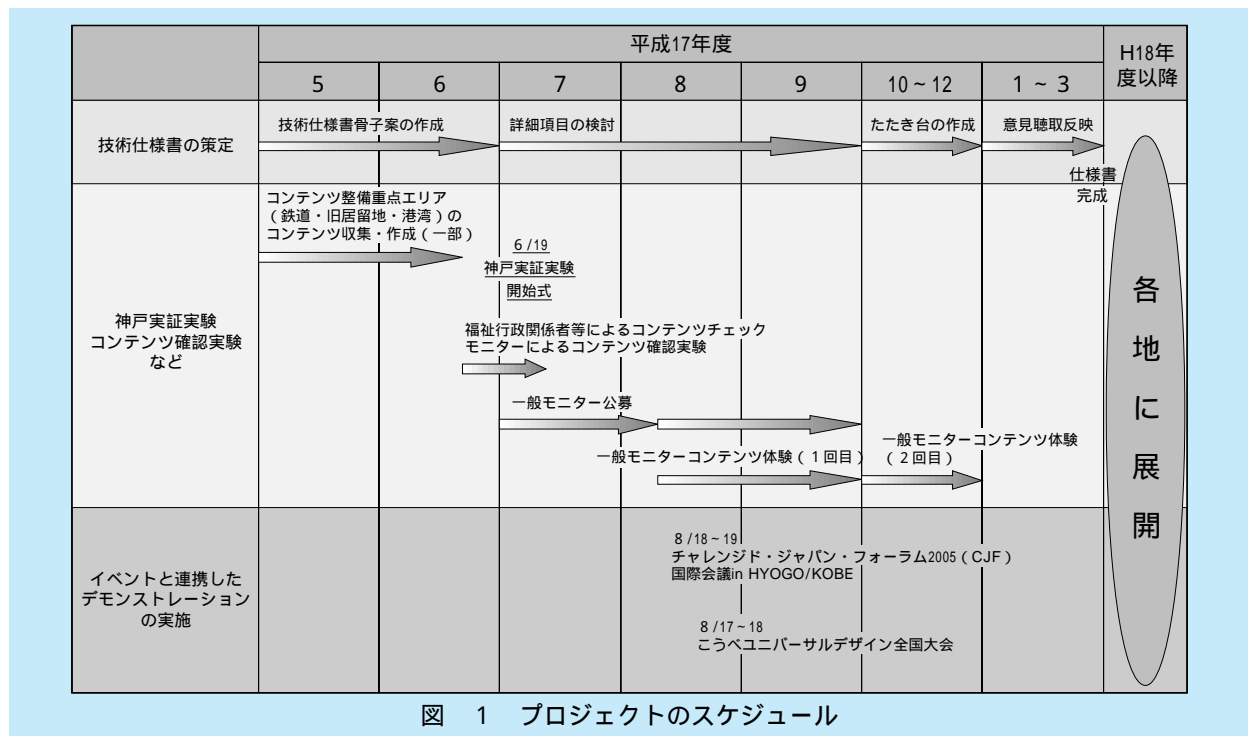 平成17年度
H18年
度以降
5 6 7 8 9 10～12 1～3
技術仕様書の策定
技術仕様書骨子案の作成
詳細項目の検討
たたき台の作成
意見聴取反映
仕様書
完成
神戸実証実験
コンテンツ確認実験
など
コンテンツ整備重点エリア
（鉄道・旧居留地・港湾）の
コンテンツ収集・作成（一部）
6/19
神戸実証実験
開始式
福祉行政関係者等によるコンテンツチェック
モニターによるコンテンツ確認実験
一般モニター公募
一般モニターコンテンツ体験（1回目）
一般モニターコンテンツ体験
（2回目）
イベントと連携した
デモンストレーション
の実施
8/18～19
チャレンジド・ジャパン・フォーラム2005（CJF）
国際会議in HYOGO/KOBE
8/17～18
こうべユニバーサルデザイン全国大会
各
地
に
展
開
図 1 プロジェクトのスケジュール